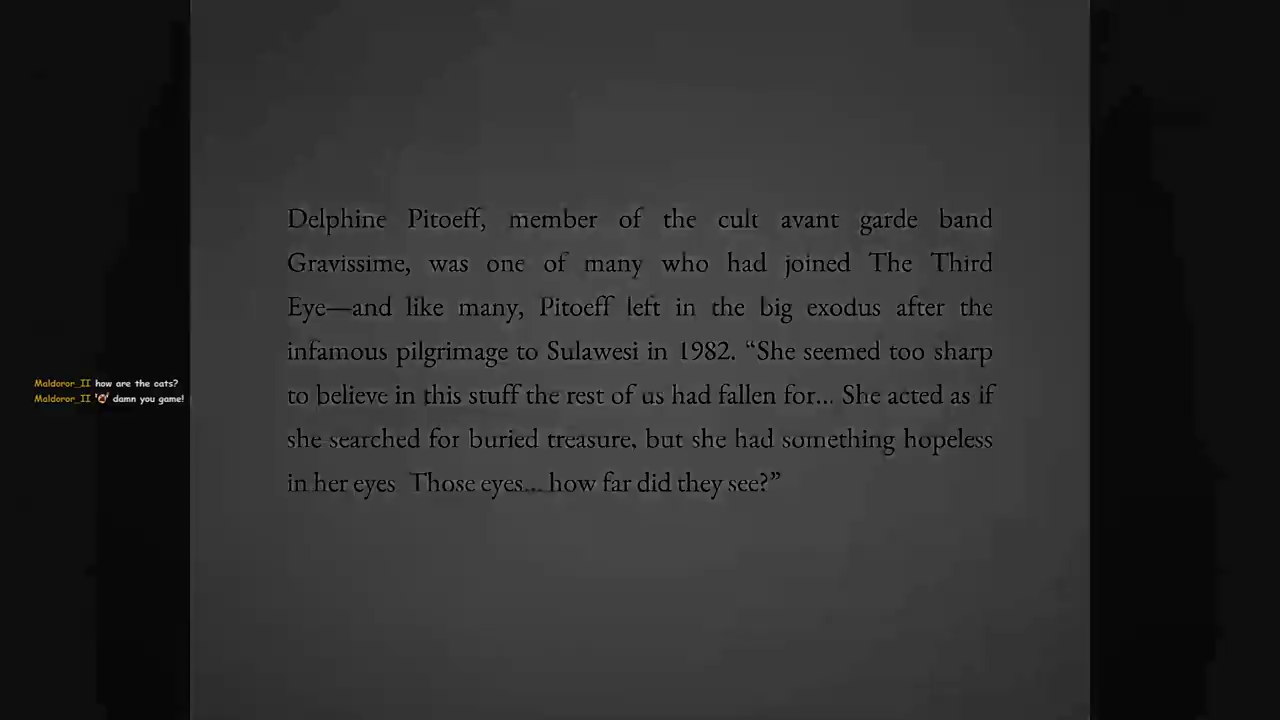 Delphine Pitoeff, member of the cult avant garde band
Gravissime, was one of many who had joined The Third
Eye—and like many, Pitoeff left in the big exodus after the
infamous pilgrimage to Sulawesi in 1982. “She seemed too sharp
to believe in this stuff the rest of us had fallen for... She acted as if
she searched for buried treasure, but she had something hopeless
in her eyes Those eyes... how far did they see?”
Maldoror_II how are the cats?
Maldoror_II damn you game!